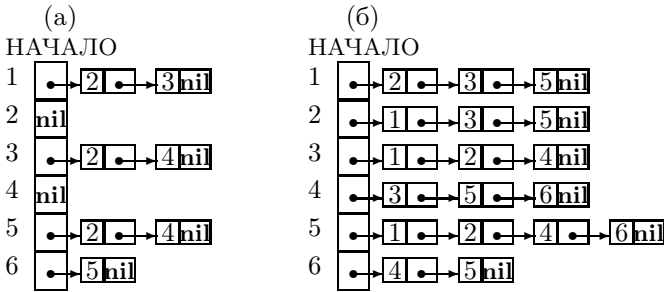 (а) (б)
НАЧАЛО НАЧАЛО
1 2 3 nil 1 2 3 5 nil
2 nil 2 1 3 5 nil
3 2 4 nil 3 1 2 4 nil
4 nil 4 3 5 6 nil
5 2 4 nil 5 1 2 4 6 nil
6 5 nil 6 4 5 nil